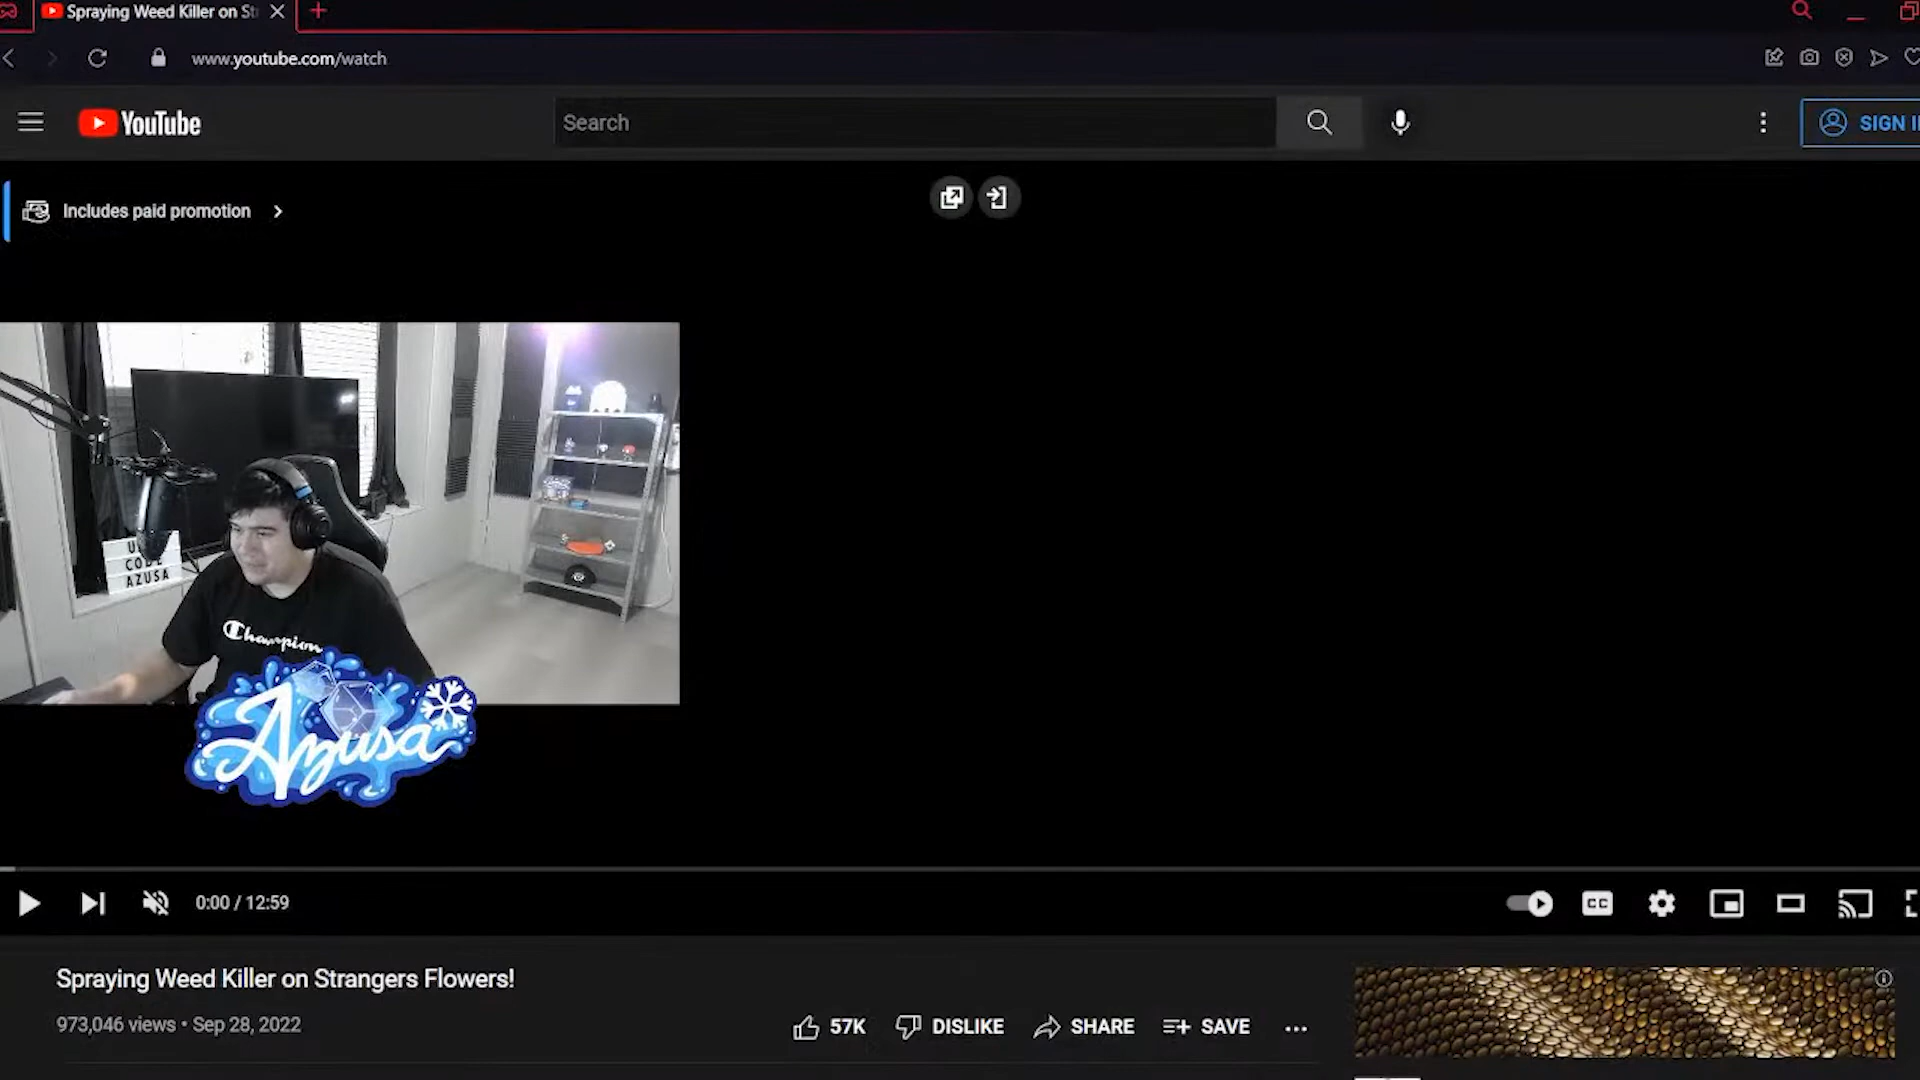 Spraying Weed Killer on St
www.youtube.com/watch
YouTube
Search
SIGN I
Includes paid promotion
CODE
AZUSA
Champion
Azusa
0:00 / 12:59
CC
Spraying Weed Killer on Strangers Flowers!
973,046 views • Sep 28, 2022
57K
DISLIKE
SHARE
SAVE